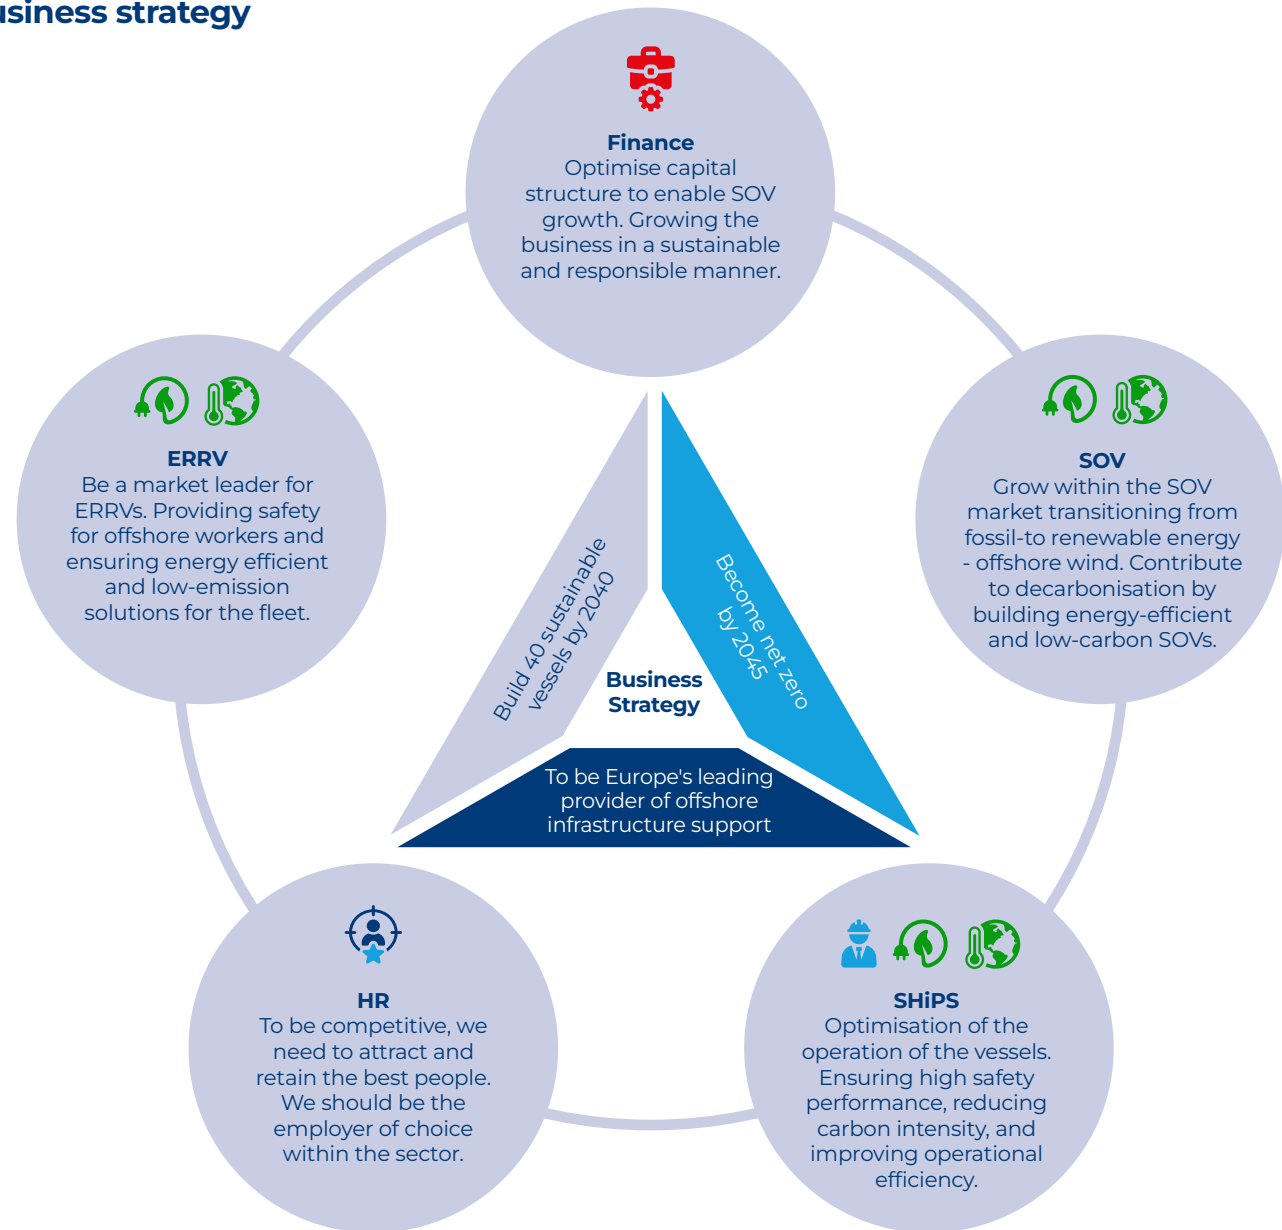 usiness strategy
Finance
Optimise capital
structure to enable SOV
growth. Growing the
business in a sustainable
and responsible manner.
ERRV
Be a market leader for
ERRVs. Providing safety
for offshore workers and
ensuring energy efficient
and low-emission
solutions for the fleet.
SOV
Grow within the SOV
market transitioning from
fossil-to renewable energy
- offshore wind. Contribute
to decarbonisation by
building energy-efficient
and low-carbon SOVs.
Build 40 sustainable
vessels by 2040
Become net zero
by 2045
Business
Strategy
To be Europe's leading
provider of offshore
infrastructure support
HR
To be competitive, we
need to attract and
retain the best people.
We should be the
employer of choice
within the sector.
SHiPS
Optimisation of the
operation of the vessels.
Ensuring high safety
performance, reducing
carbon intensity, and
improving operational
efficiency.